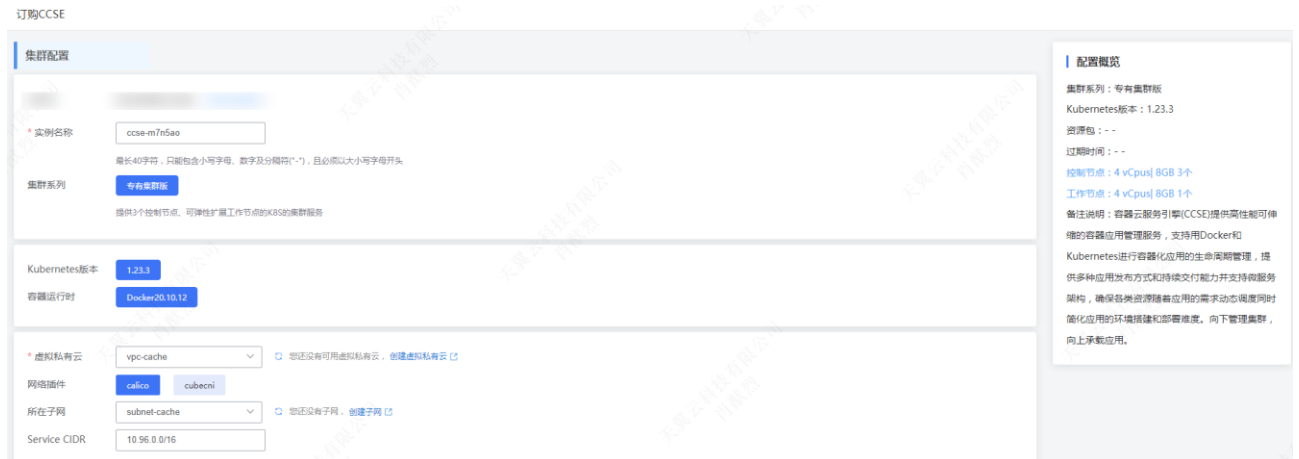 订购CCSE
集群配置
* 实例名称 ccse-m7n5ao
最长40字符，只能包含小写字母、数字及分隔符("-")，且必须以大小写字母开头
集群系列 专有集群版
提供3个控制节点、可弹性扩展工作节点的K8S的集群服务
Kubernetes版本 1.23.3
容器运行时 Docker20.10.12
* 虚拟私有云 vpc-cache 您还没有可用虚拟私有云，创建虚拟私有云
网络插件 calico cubecni
所在子网 subnet-cache 您还没有子网，创建子网
Service CIDR 10.96.0.0/16
配置概览
集群系列：专有集群版
Kubernetes版本：1.23.3
资源包：- -
过期时间：- -
控制节点：4 vCpus| 8GB 3个
工作节点：4 vCpus| 8GB 1个
备注说明：容器云服务引擎(CCSE)提供高性能可伸
缩的容器应用管理服务，支持用Docker和
Kubernetes进行容器化应用的生命周期管理，提
供多种应用发布方式和持续交付能力并支持微服务
架构，确保各类资源随着应用的需求动态调度同时
简化应用的环境搭建和部署难度。向下管理集群，
向上承载应用。
天翼云科技有限公司
肖献烈